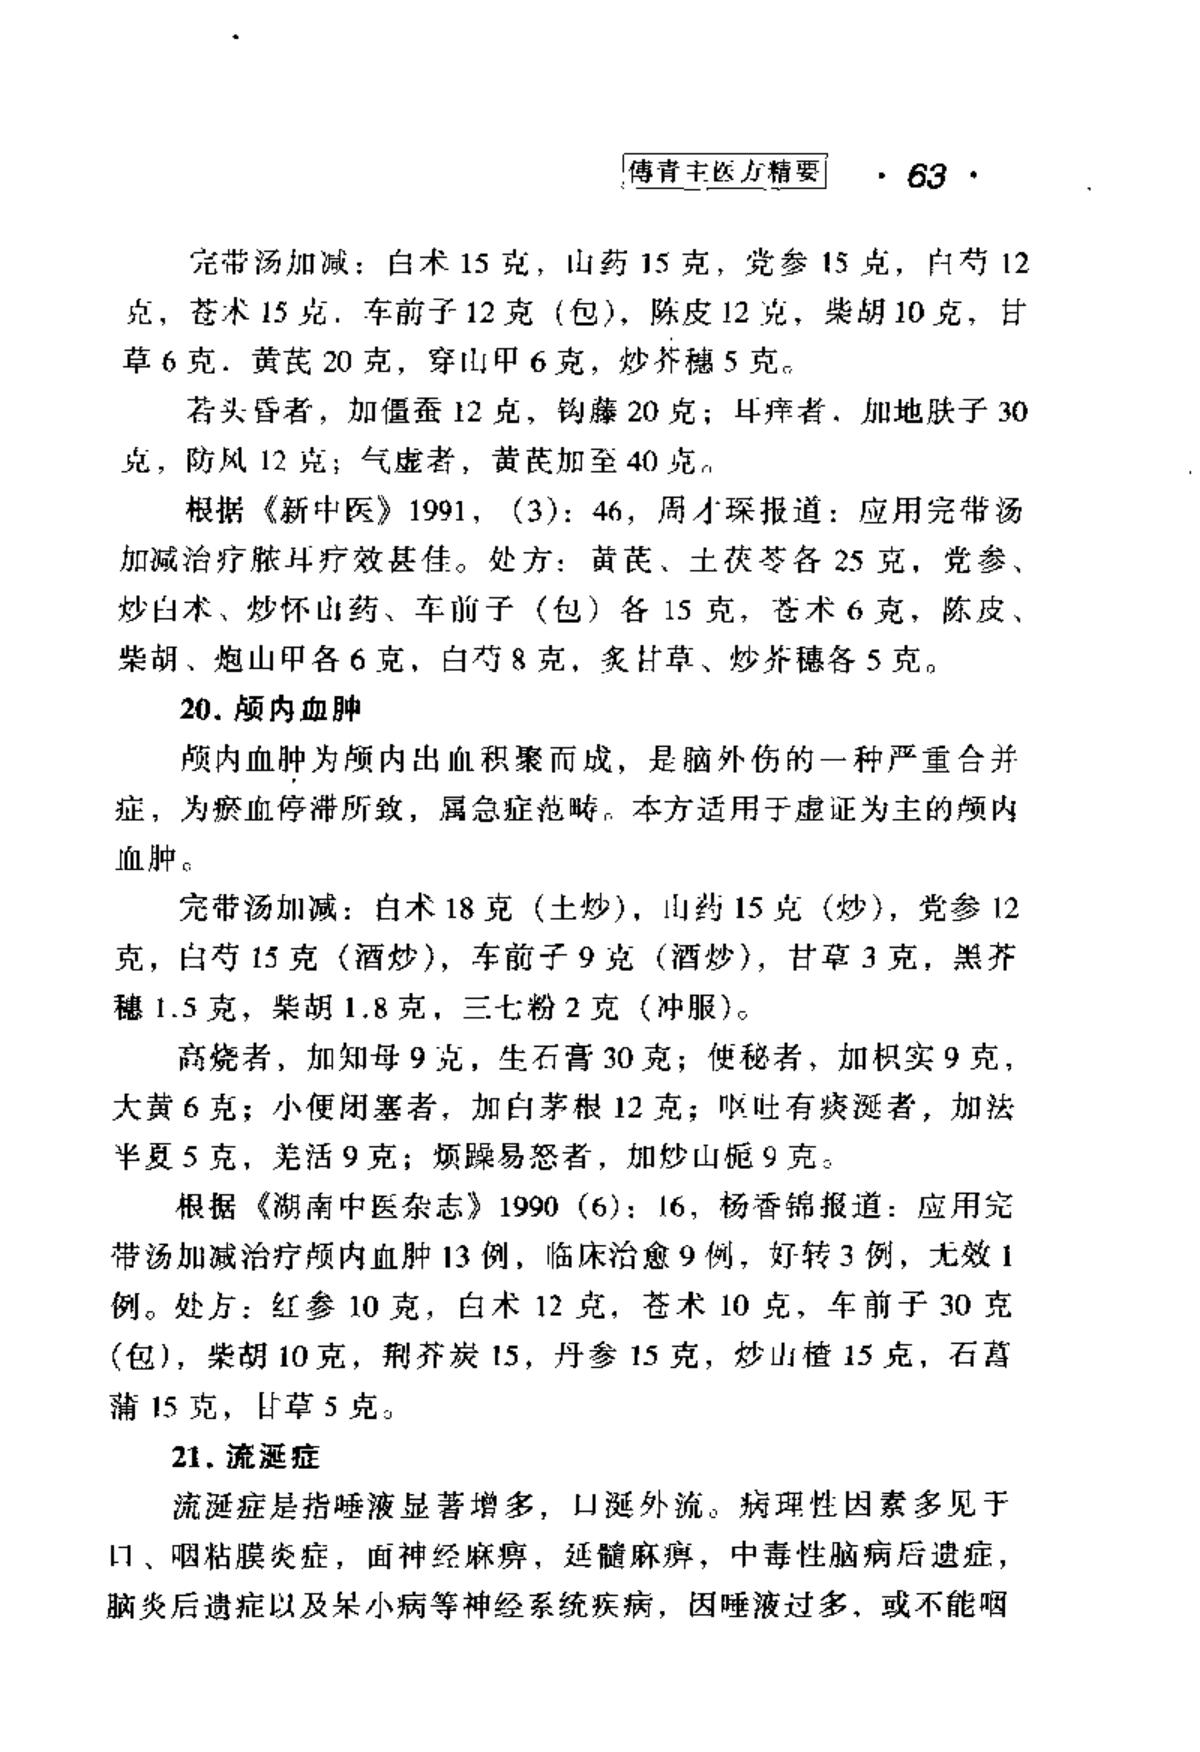 傅青主医方精要 · 63 ·
完带汤加减：白术 15 克，山药 15 克，党参 15 克，白芍 12
克，苍术 15 克．车前子 12 克（包），陈皮 12 克，柴胡 10 克，甘
草 6 克．黄芪 20 克，穿山甲 6 克，炒芥穗 5 克。
若头昏者，加僵蚕 12 克，钩藤 20 克；耳痒者．加地肤子 30
克，防风 12 克；气虚者，黄芪加至 40 克。
根据《新中医》1991，（3）：46，周才琛报道：应用完带汤
加减治疗脓耳疗效甚佳。处方：黄芪、土茯苓各 25 克，党参、
炒白术、炒怀山药、车前子（包）各 15 克，苍术 6 克，陈皮、
柴胡、炮山甲各 6 克，白芍 8 克，炙甘草、炒芥穗各 5 克。
20. 颅内血肿
颅内血肿为颅内出血积聚而成，是脑外伤的一种严重合并
症，为瘀血停滞所致，属急症范畴。本方适用于虚证为主的颅内
血肿。
完带汤加减：白术 18 克（土炒），山药 15 克（炒），党参 12
克，白芍 15 克（酒炒），车前子 9 克（酒炒），甘草 3 克，黑芥
穗 1.5 克，柴胡 1.8 克，三七粉 2 克（冲服）。
高烧者，加知母 9 克，生石膏 30 克；便秘者，加枳实 9 克，
大黄 6 克；小便闭塞者，加白茅根 12 克；呕吐有痰涎者，加法
半夏 5 克，羌活 9 克；烦躁易怒者，加炒山栀 9 克。
根据《湖南中医杂志》1990（6）：16，杨香锦报道：应用完
带汤加减治疗颅内血肿 13 例，临床治愈 9 例，好转 3 例，无效 1
例。处方：红参 10 克，白术 12 克，苍术 10 克，车前子 30 克
（包），柴胡 10 克，荆芥炭 15，丹参 15 克，炒山楂 15 克，石菖
蒲 15 克，甘草 5 克。
21. 流涎症
流涎症是指唾液显著增多，口涎外流。病理性因素多见于
口、咽粘膜炎症，面神经麻痹，延髓麻痹，中毒性脑病后遗症，
脑炎后遗症以及呆小病等神经系统疾病，因唾液过多、或不能咽